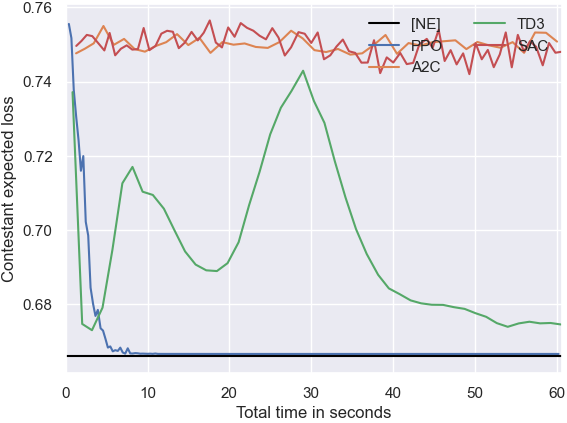 0.76
0.74
0.72
0.70
0.68
Contestant expected loss
[NE]
PPO
A2C
TD3
SAC
0 10 20 30 40 50 60
Total time in seconds